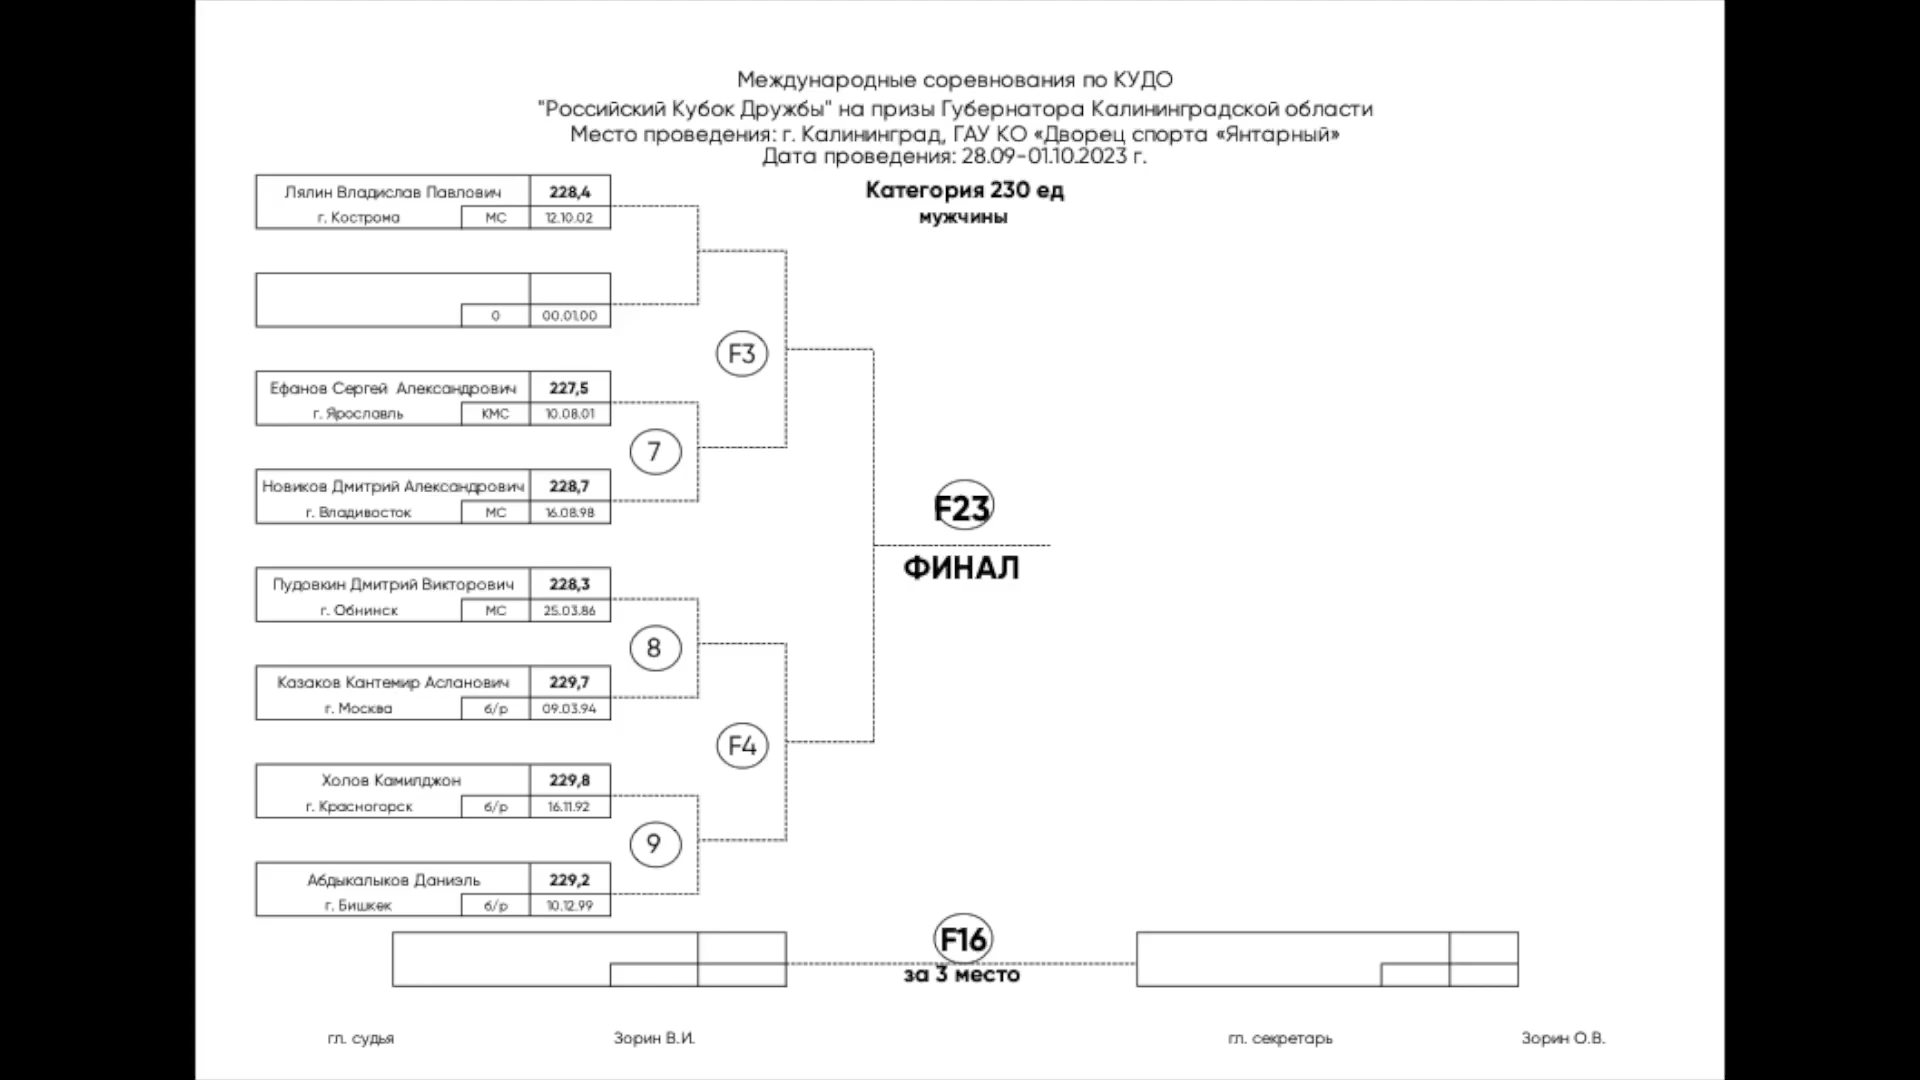 Международные соревнования по КУДО
"Российский Кубок Дружбы" на призы Губернатора Калининградской области
Место проведения: г. Калининград, ГАУ КО «Дворец спорта «Янтарный»
Дата проведения: 28.09-01.10.2023 г.
Категория 230 ед
мужчины
Лялин Владислав Павлович 228,4
г. Кострома МС 12.10.02
0 00.01.00
F3
Ефанов Сергей Александрович 227,5
г. Ярославль КМС 10.08.01
7
Новиков Дмитрий Александрович 228,7
г. Владивосток МС 16.08.98
F23
ФИНАЛ
Пудовкин Дмитрий Викторович 228,3
г. Обнинск МС 25.03.86
8
Казаков Кантемир Асланович 229,7
г. Москва б/р 09.03.94
F4
Холов Камилджон 229,8
г. Красногорск б/р 16.11.92
9
Абдыкалыков Даниэль 229,2
г. Бишкек б/р 10.12.99
F16
за 3 место
гл. судья Зорин В.И. гл. секретарь Зорин О.В.